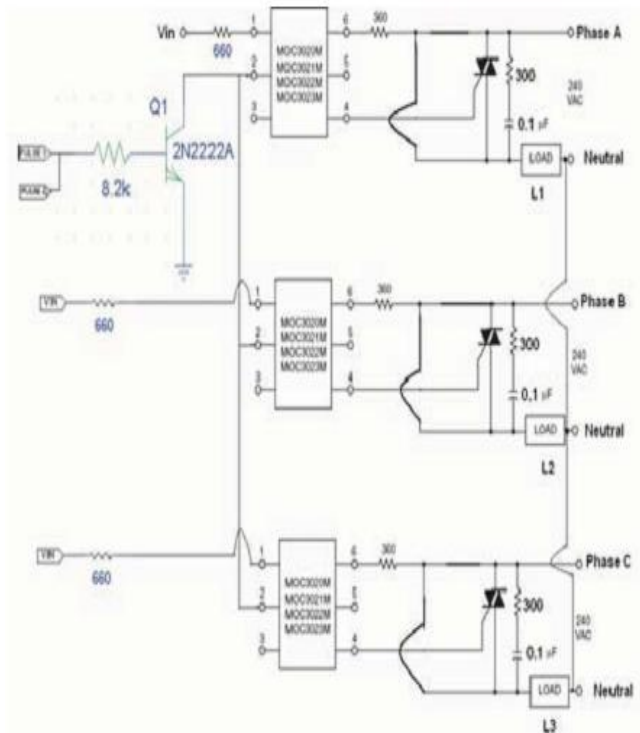 Vin
660
1
2
3
MOC3020M
MOC3021M
MOC3022M
MOC3023M
6
5
4
360
Phase A
300
240
VAC
0.1 µF
LOAD
Neutral
L1
Q1
2N2222A
8.2k
VIN
660
1
2
3
MOC3020M
MOC3021M
MOC3022M
MOC3023M
6
5
4
360
Phase B
300
240
VAC
0.1 µF
LOAD
Neutral
L2
VIN
660
1
2
3
MOC3020M
MOC3021M
MOC3022M
MOC3023M
6
5
4
360
Phase C
300
240
VAC
0.1 µF
LOAD
Neutral
L3